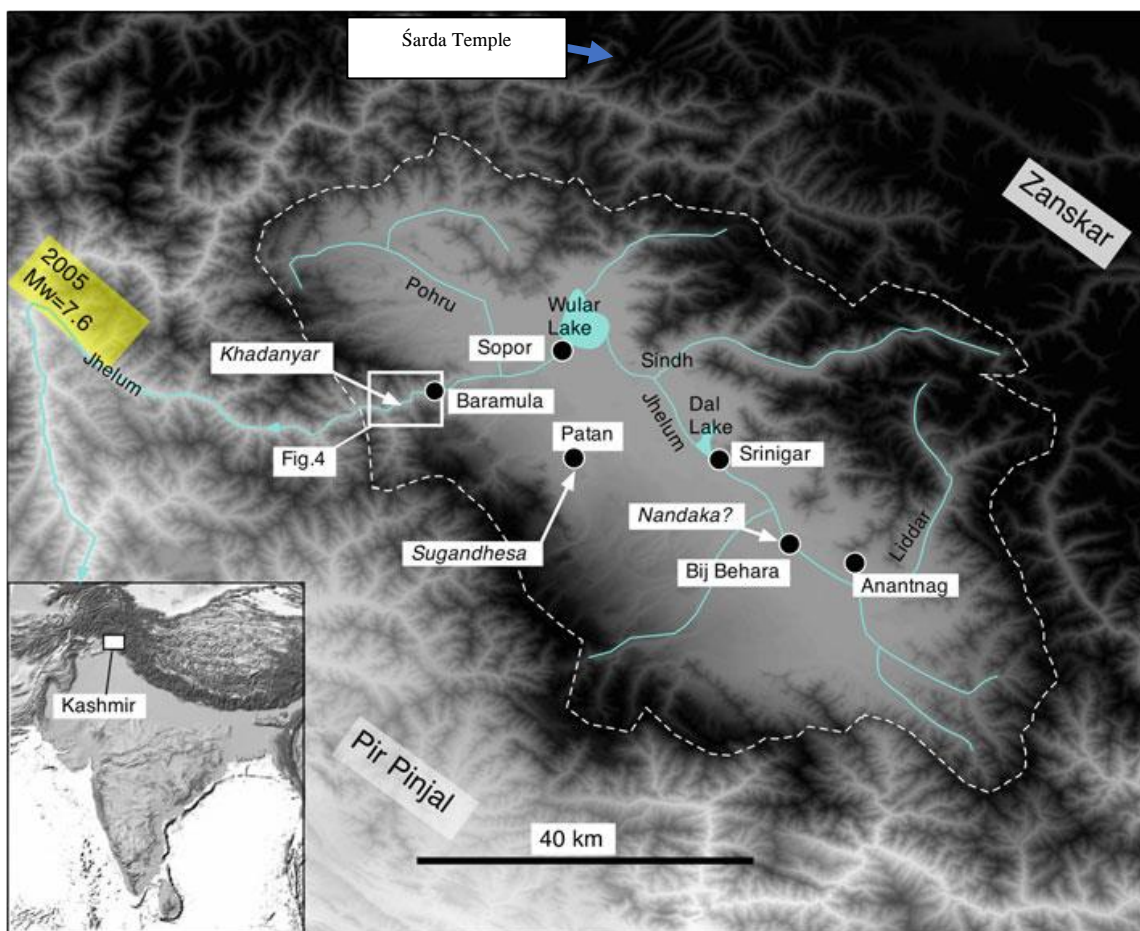 Śarda Temple
Zanskar
2005
Mw=7.6
Jhelum
Pohru
Wular
Lake
Khadanyar
Sopor
Sindh
Baramula
Jhelum
Dal
Lake
Patan
Srinigar
Fig.4
Nandaka?
Liddar
Sugandhesa
Bij Behara
Anantnag
Kashmir
Pir Pinjal
40 km